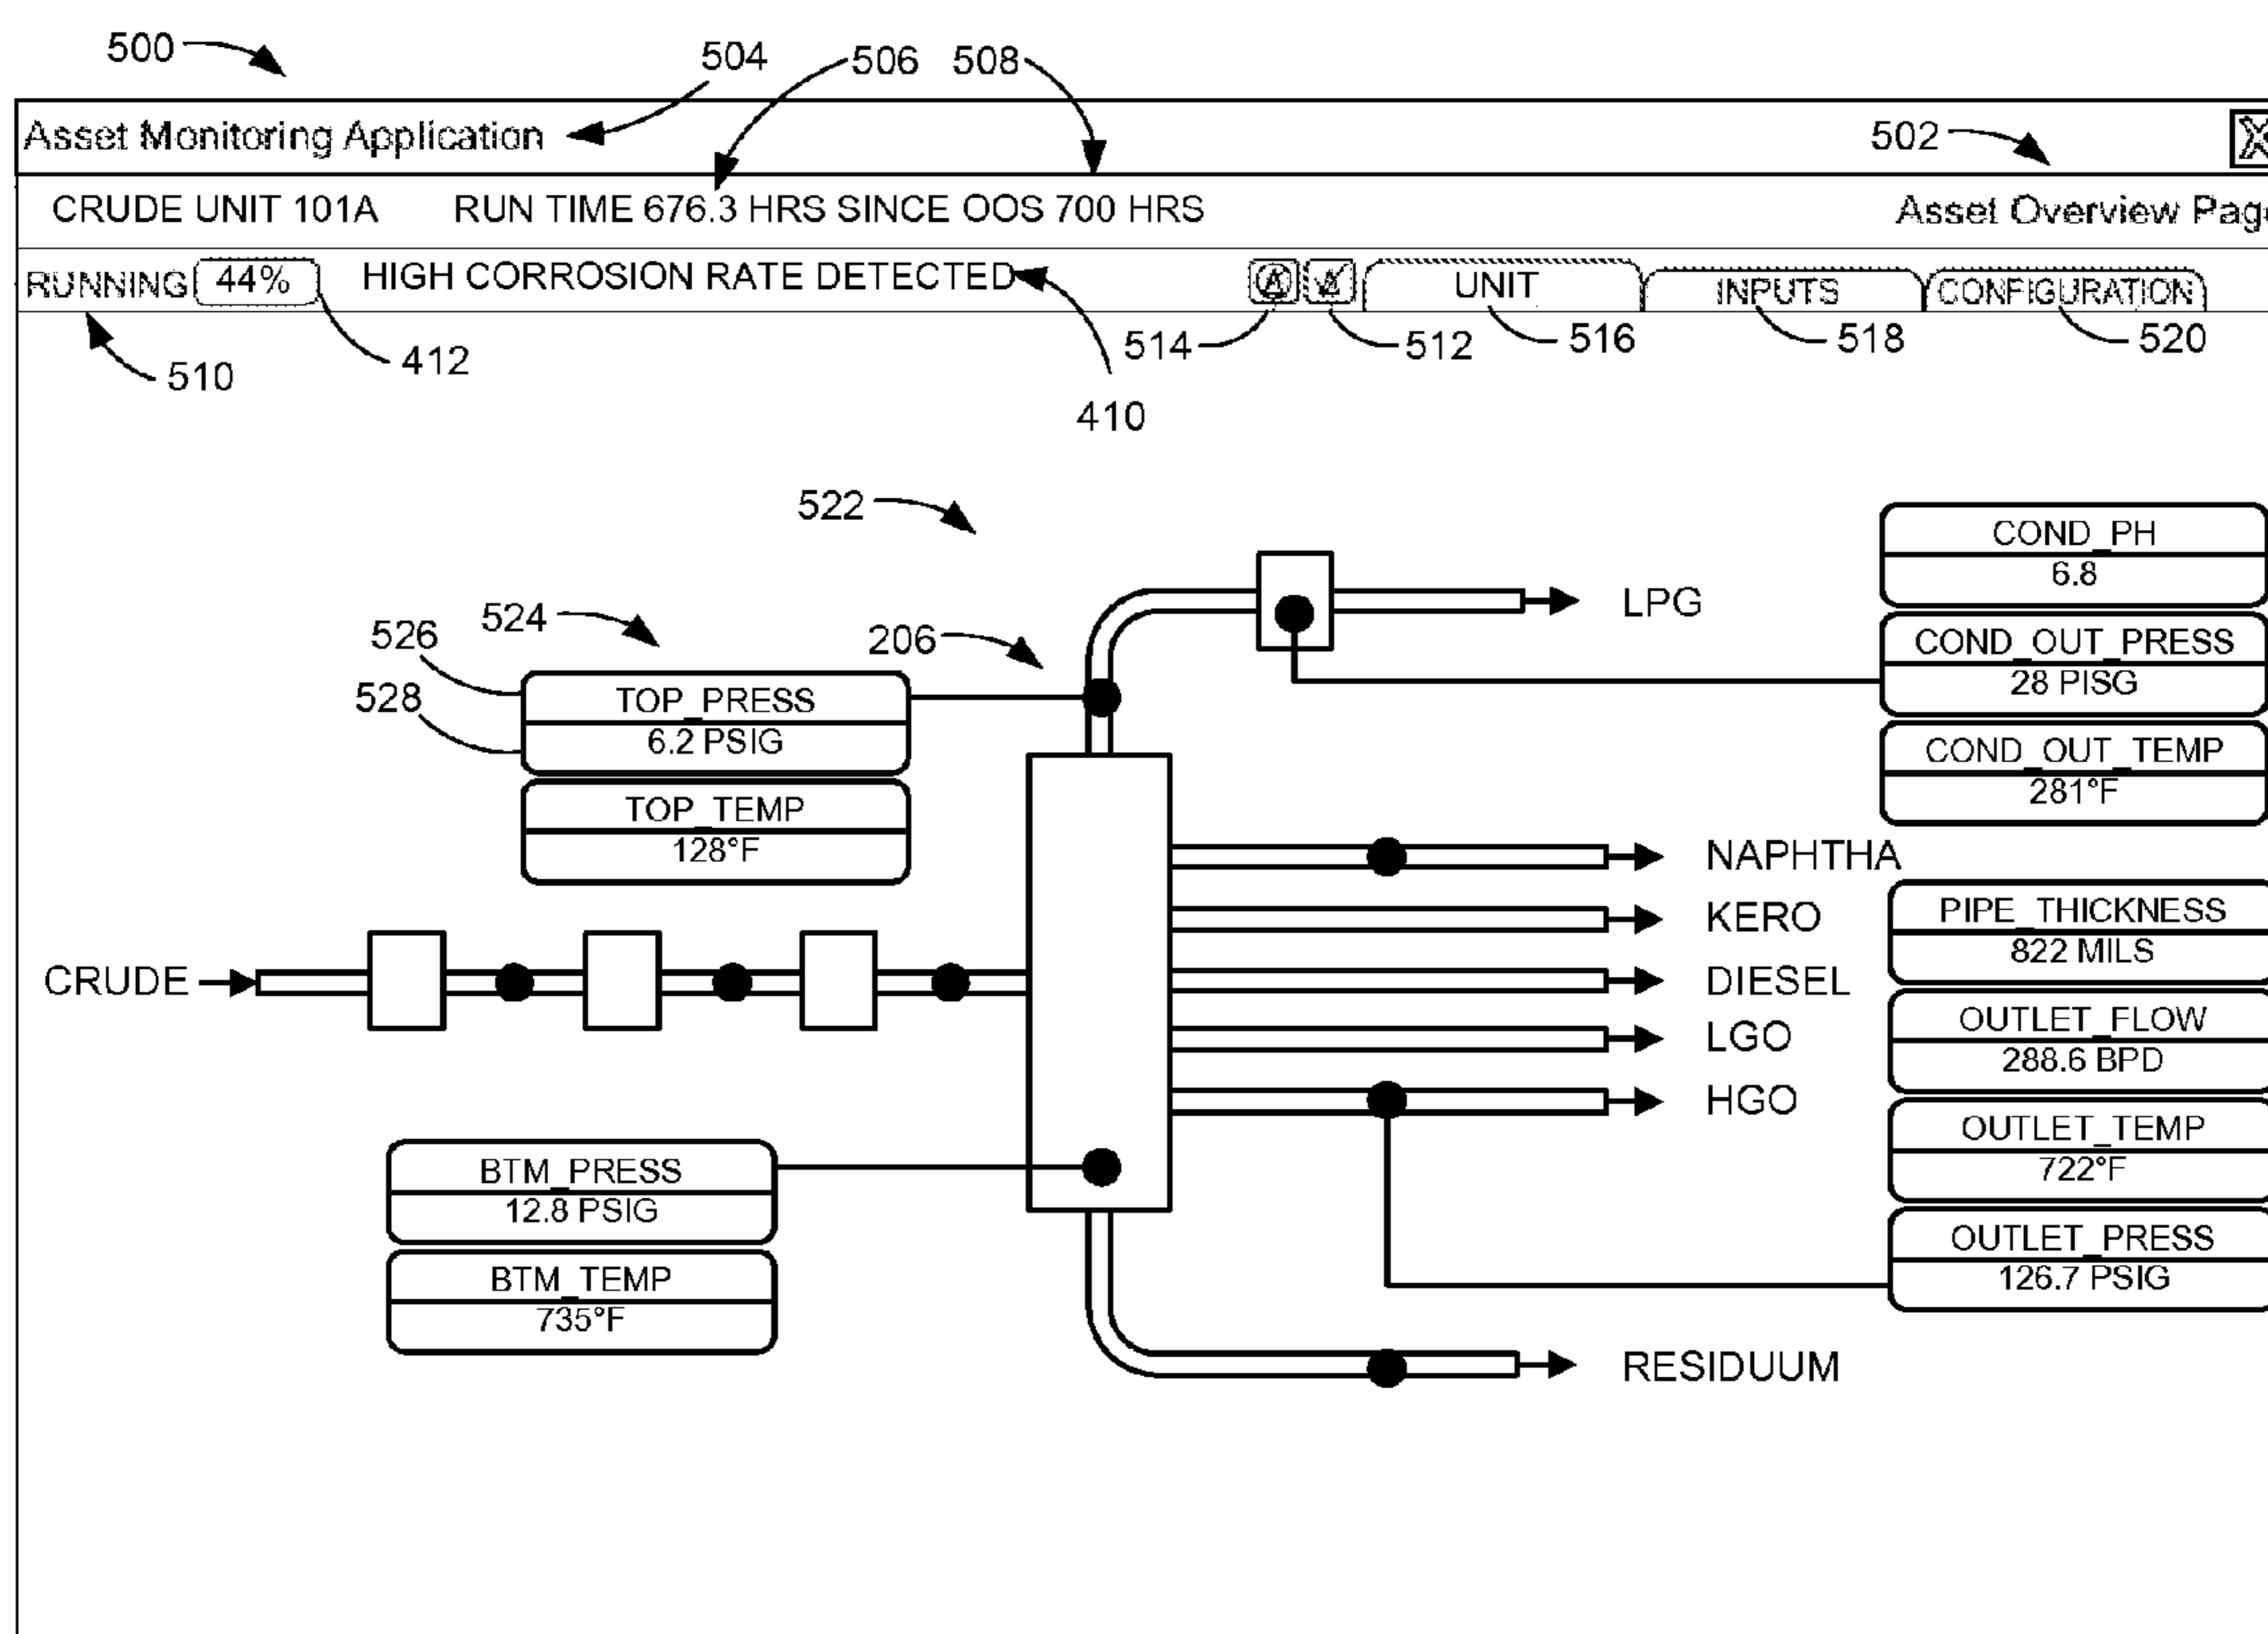 500
504
506
508
Asset Monitoring Application
502
X
CRUDE UNIT 101A RUN TIME 676.3 HRS SINCE OOS 700 HRS
Asset Overview Page
RUNNING 44% HIGH CORROSION RATE DETECTED
UNIT
INPUTS
CONFIGURATION
510
412
410
514
512
516
518
520
522
524
526
528
206
LPG
COND_PH
6.8
COND_OUT_PRESS
28 PISG
COND_OUT_TEMP
281°F
TOP_PRESS
6.2 PSIG
TOP_TEMP
128°F
NAPHTHA
KERO
DIESEL
LGO
HGO
CRUDE
PIPE_THICKNESS
822 MILS
OUTLET_FLOW
288.6 BPD
OUTLET_TEMP
722°F
OUTLET_PRESS
126.7 PSIG
BTM_PRESS
12.8 PSIG
BTM_TEMP
735°F
RESIDUUM